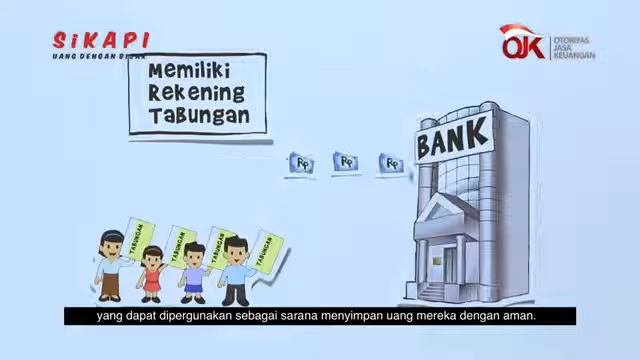 SiKAPI
UANG DENGAN BIJAK
OJK
OTORITAS
JASA
KEUANGAN
Memiliki
Rekening
Tabungan
Rp
Rp
Rp
BANK
BANK
TABUNGAN
TABUNGAN
TABUNGAN
TABUNGAN
yang dapat dipergunakan sebagai sarana menyimpan uang mereka dengan aman.